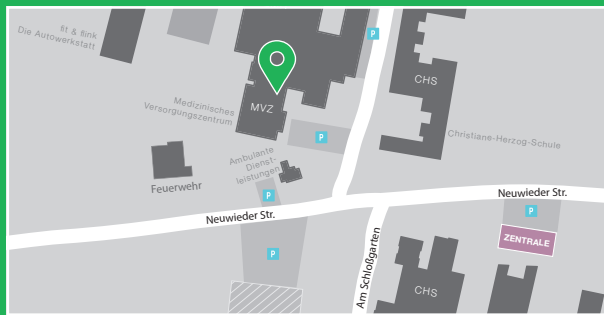 fit & flink
Die Autowerkstatt
P
CHS
MVZ
Medizinisches
Versorgungszentrum
P
Christiane-Herzog-Schule
Ambulante
Dienst-
leistungen
Feuerwehr
P
Neuwieder Str.
Neuwieder Str.
P
ZENTRALE
P
Am Schloßgarten
CHS